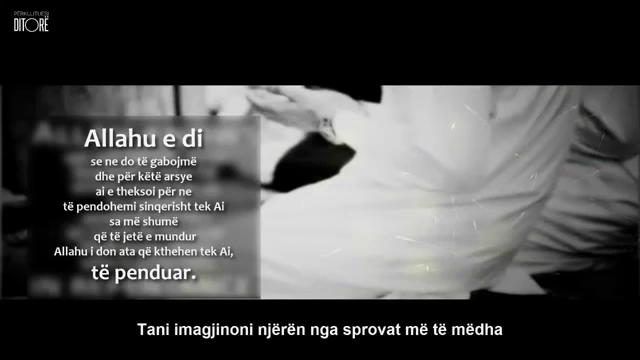 PËRKUJTUESI
DITORË
Allahu e di
se ne do të gabojmë
dhe për këtë arsye
ai e theksoi për ne
të pendohemi sinqerisht tek Ai
sa më shumë
që të jetë e mundur
Allahu i don ata që kthehen tek Ai,
të penduar.
Tani imagjinoni njërën nga sprovat më të mëdha